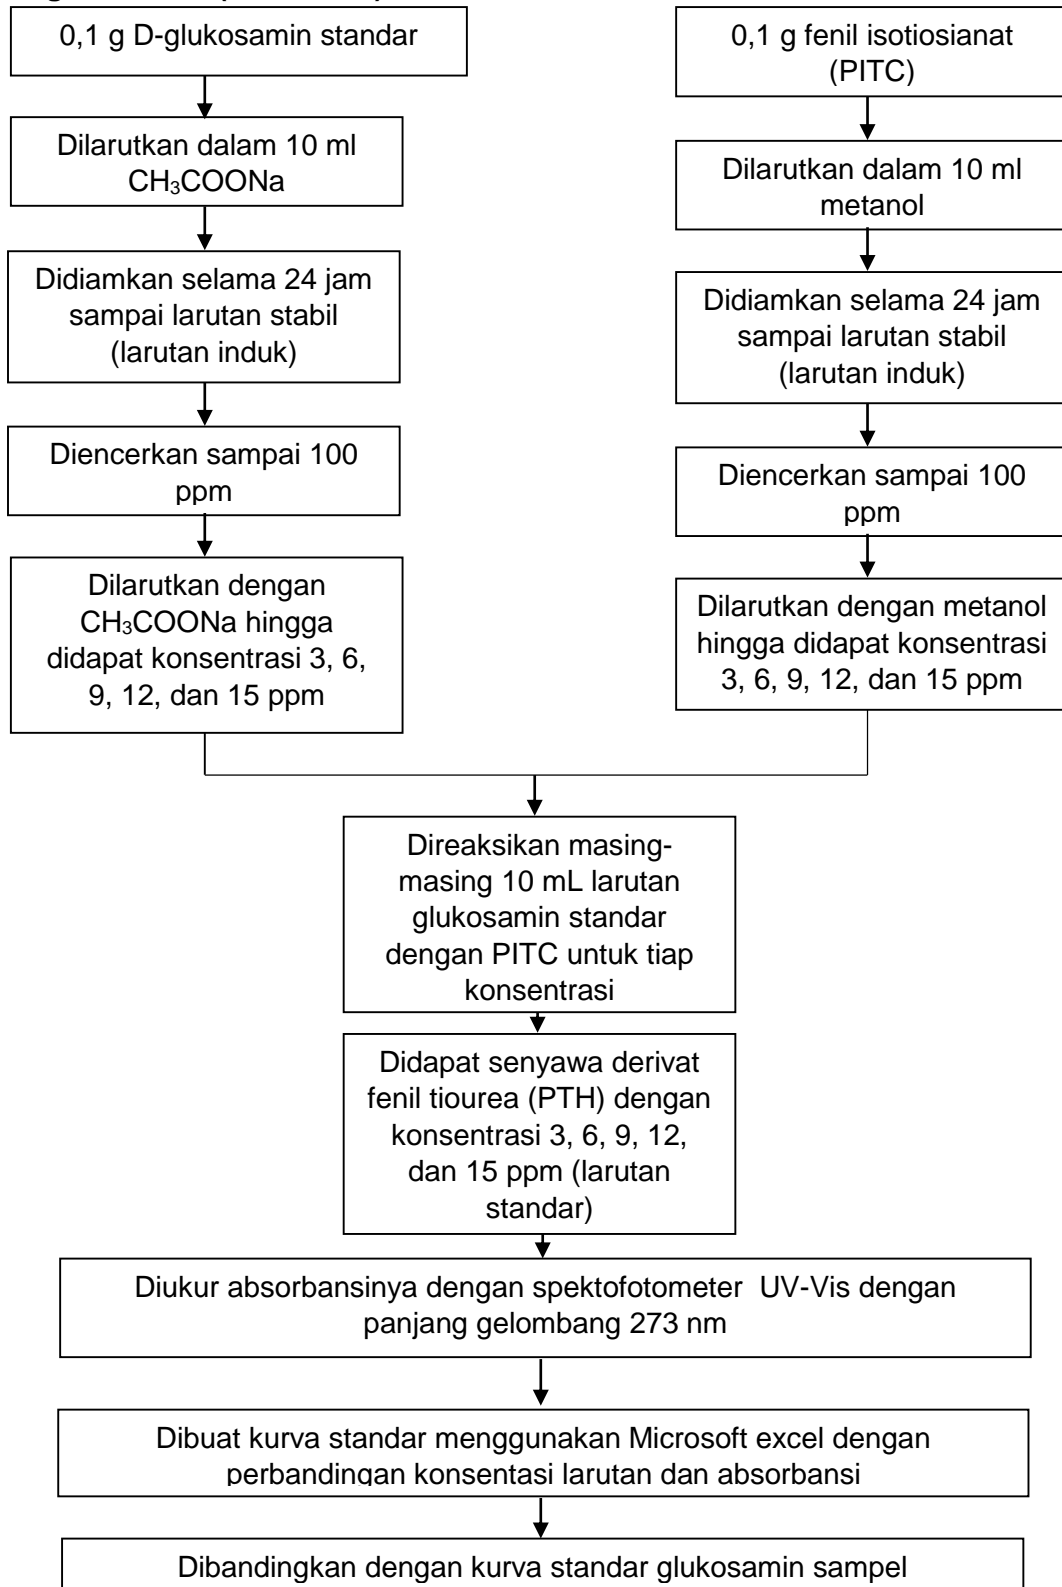 0,1 g D-glukosamin standar
Dilarutkan dalam 10 ml
CH₃COONa
Didiamkan selama 24 jam
sampai larutan stabil
(larutan induk)
Diencerkan sampai 100
ppm
Dilarutkan dengan
CH₃COONa hingga
didapat konsentrasi 3, 6,
9, 12, dan 15 ppm
0,1 g fenil isotiosianat
(PITC)
Dilarutkan dalam 10 ml
metanol
Didiamkan selama 24 jam
sampai larutan stabil
(larutan induk)
Diencerkan sampai 100
ppm
Dilarutkan dengan metanol
hingga didapat konsentrasi
3, 6, 9, 12, dan 15 ppm
Direaksikan masing-
masing 10 mL larutan
glukosamin standar
dengan PITC untuk tiap
konsentrasi
Didapat senyawa derivat
fenil tiourea (PTH) dengan
konsentrasi 3, 6, 9, 12,
dan 15 ppm (larutan
standar)
Diukur absorbansinya dengan spektofotometer UV-Vis dengan
panjang gelombang 273 nm
Dibuat kurva standar menggunakan Microsoft excel dengan
perbandingan konsentasi larutan dan absorbansi
Dibandingkan dengan kurva standar glukosamin sampel